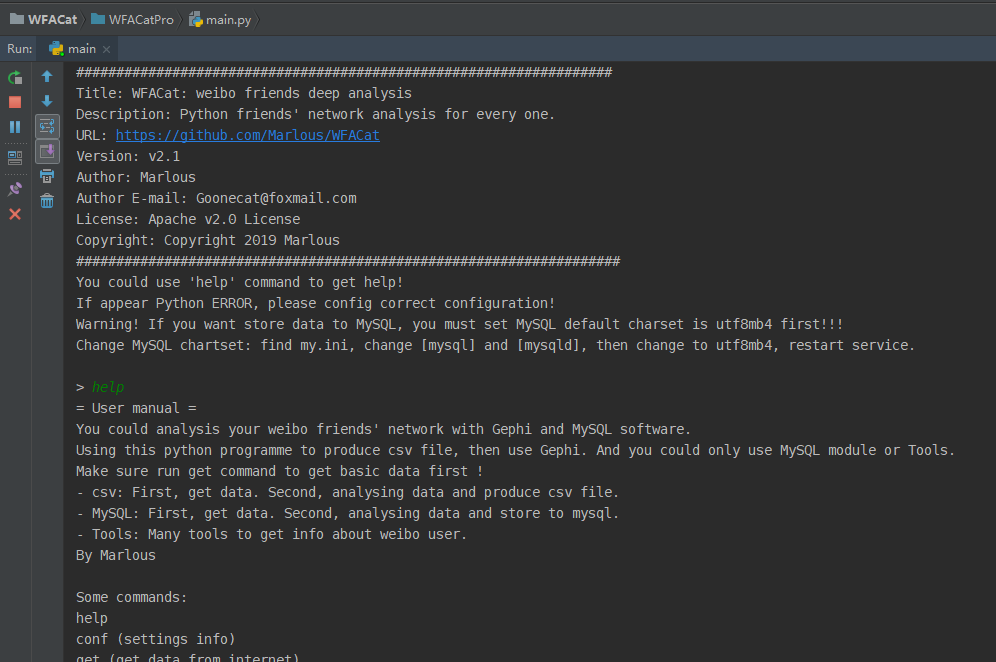 WFACat WFACatPro main.py
Run: main
###################################################################
Title: WFACat: weibo friends deep analysis
Description: Python friends' network analysis for every one.
URL: https://github.com/Marlous/WFACat
Version: v2.1
Author: Marlous
Author E-mail: Goonecat@foxmail.com
License: Apache v2.0 License
Copyright: Copyright 2019 Marlous
####################################################################
You could use 'help' command to get help!
If appear Python ERROR, please config correct configuration!
Warning! If you want store data to MySQL, you must set MySQL default charset is utf8mb4 first!!!
Change MySQL chartset: find my.ini, change [mysql] and [mysqld], then change to utf8mb4, restart service.
> help
= User manual =
You could analysis your weibo friends' network with Gephi and MySQL software.
Using this python programme to produce csv file, then use Gephi. And you could only use MySQL module or Tools.
Make sure run get command to get basic data first !
- csv: First, get data. Second, analysing data and produce csv file.
- MySQL: First, get data. Second, analysing data and store to mysql.
- Tools: Many tools to get info about weibo user.
By Marlous
Some commands:
help
conf (settings info)
get (get data from internet)